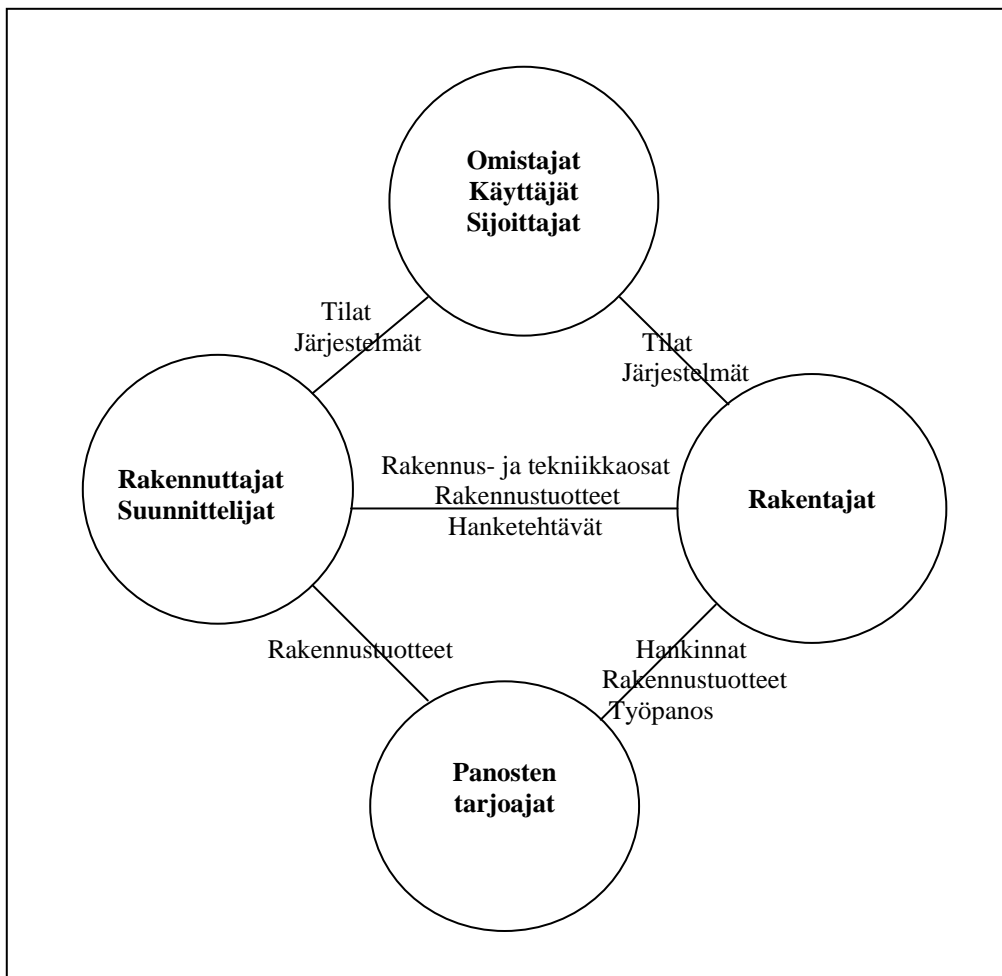 Omistajat
Käyttäjät
Sijoittajat
Tilat
Järjestelmät
Tilat
Järjestelmät
Rakennuttajat
Suunnittelijat
Rakennus- ja tekniikkaosat
Rakennustuotteet
Hanketehtävät
Rakentajat
Rakennustuotteet
Hankinnat
Rakennustuotteet
Työpanos
Panosten
tarjoajat